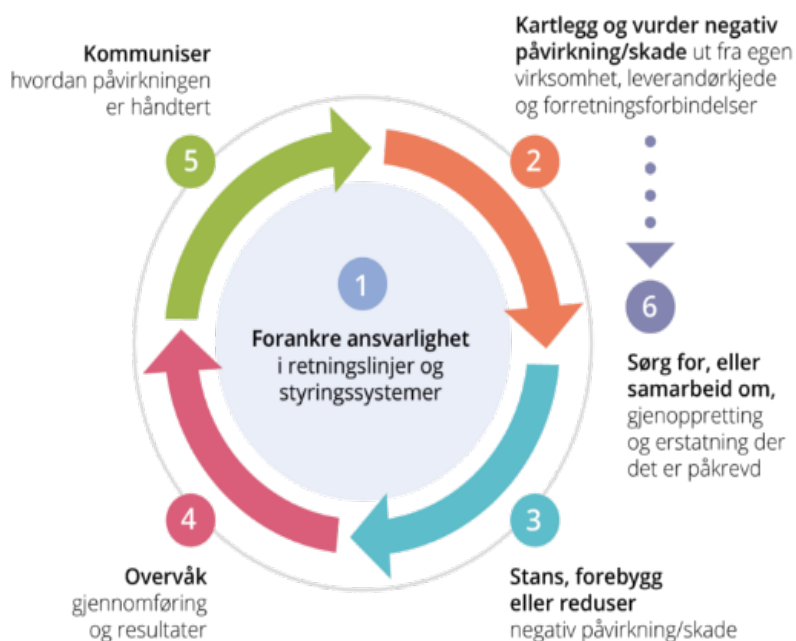 Kommuniser
hvordan påvirkningen
er håndtert
5
Kartlegg og vurder negativ
påvirkning/skade ut fra egen
virksomhet, leverandørkjede
og forretningsforbindelser
2
1
Forankre ansvarlighet
i retningslinjer og
styringssystemer
6
Sørg for, eller
samarbeid om,
gjenoppretting
og erstatning der
det er påkrevd
4
Overvåk
gjennomføring
og resultater
3
Stans, forebygg
eller reduser
negativ påvirkning/skade